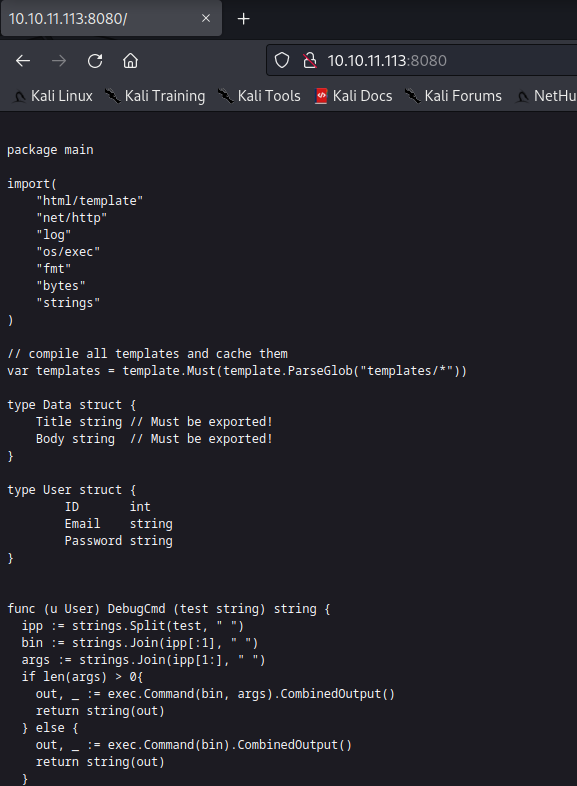 10.10.11.113:8080/
10.10.11.113:8080
Kali Linux Kali Training Kali Tools Kali Docs Kali Forums NetHu
package main
import(
    "html/template"
    "net/http"
    "log"
    "os/exec"
    "fmt"
    "bytes"
    "strings"
)
// compile all templates and cache them
var templates = template.Must(template.ParseGlob("templates/*"))
type Data struct {
    Title string // Must be exported!
    Body string  // Must be exported!
}
type User struct {
        ID       int
        Email    string
        Password string
}
func (u User) DebugCmd (test string) string {
  ipp := strings.Split(test, " ")
  bin := strings.Join(ipp[:1], " ")
  args := strings.Join(ipp[1:], " ")
  if len(args) > 0{
    out, _ := exec.Command(bin, args).CombinedOutput()
    return string(out)
  } else {
    out, _ := exec.Command(bin).CombinedOutput()
    return string(out)
  }